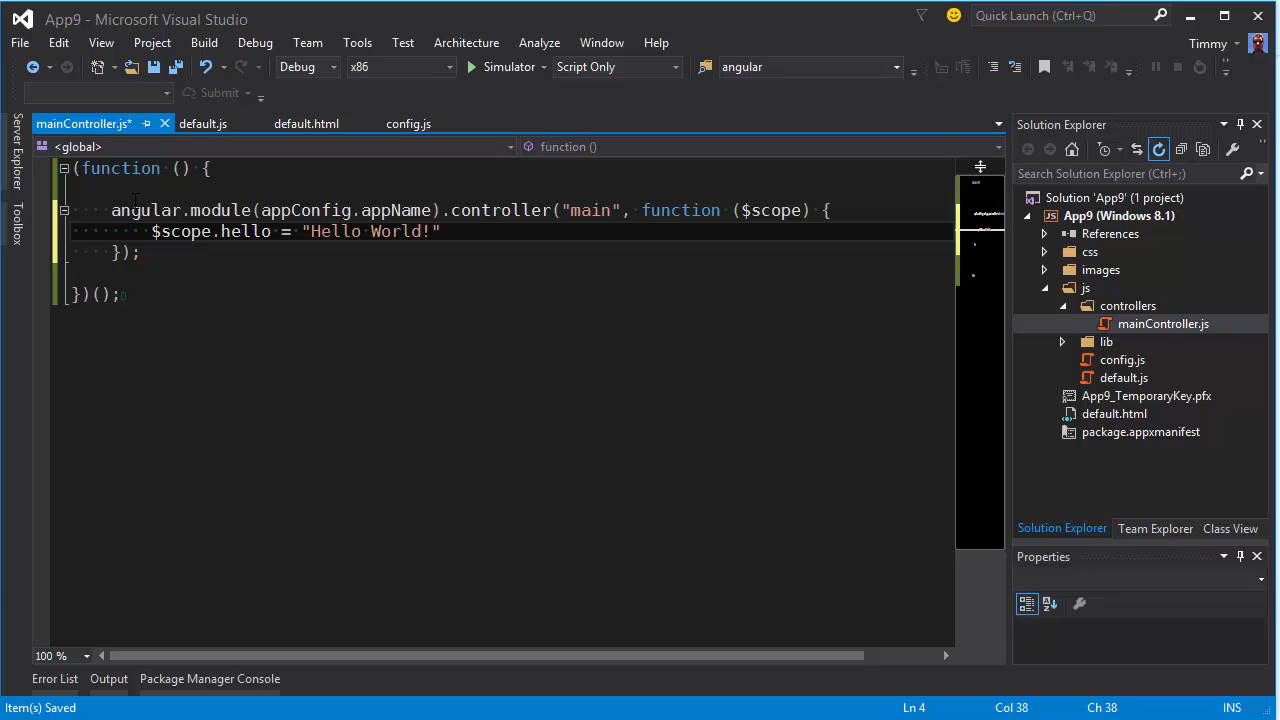 App9 - Microsoft Visual Studio
Quick Launch (Ctrl+;)
File Edit View Project Build Debug Team Tools Test Architecture Analyze Window Help
Timmy
Debug x86 Simulator Script Only angular
Submit
Server Explorer
Toolbox
mainController.js* default.js default.html config.js
<global> function ()
(function () {
angular.module(appConfig.appName).controller("main", function ($scope) {
$scope.hello = "Hello World!"
});
})();
100 %
Error List Output Package Manager Console
Solution Explorer
Search Solution Explorer (Ctrl+;)
Solution 'App9' (1 project)
JS App9 (Windows 8.1)
References
css
images
js
controllers
mainController.js
lib
config.js
default.js
App9_TemporaryKey.pfx
default.html
package.appxmanifest
Solution Explorer Team Explorer Class View
Properties
Item(s) Saved Ln 4 Col 38 Ch 38 INS